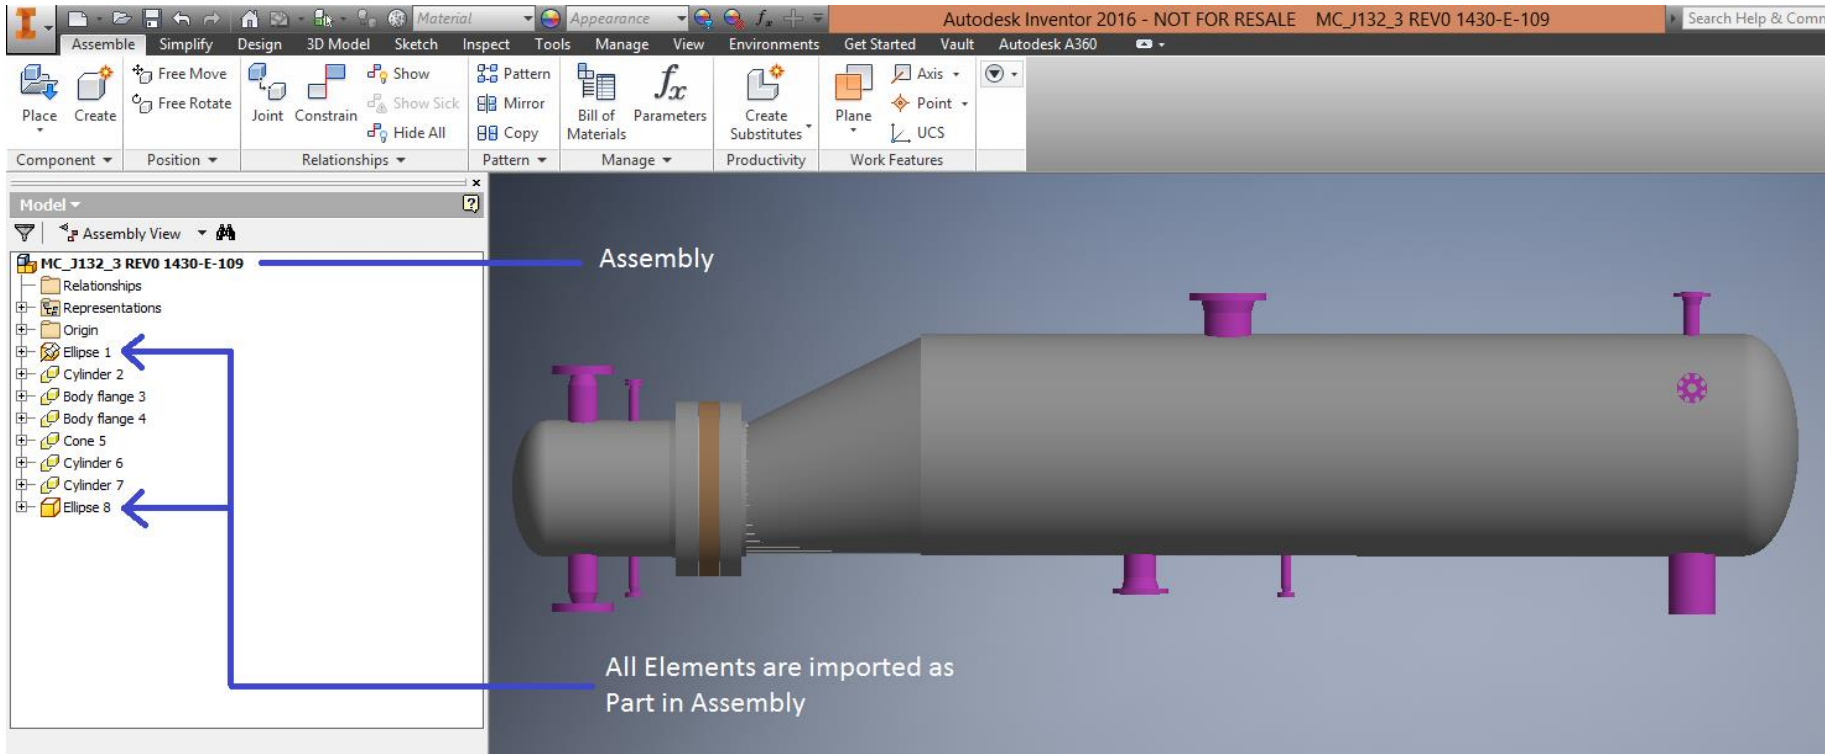 Material
Appearance
Autodesk Inventor 2016 - NOT FOR RESALE MC_J132_3 REV0 1430-E-109
Search Help & Comm
Assemble Simplify Design 3D Model Sketch Inspect Tools Manage View Environments Get Started Vault Autodesk A360
Place
Create
Free Move
Free Rotate
Joint
Constrain
Show
Show Sick
Hide All
Pattern
Mirror
Copy
Bill of
Materials
Parameters
Create
Substitutes
Plane
Axis
Point
UCS
Component Position Relationships Pattern Manage Productivity Work Features
Model
Assembly View
MC_J132_3 REV0 1430-E-109
Relationships
Representations
Origin
Ellipse 1
Cylinder 2
Body flange 3
Body flange 4
Cone 5
Cylinder 6
Cylinder 7
Ellipse 8
Assembly
All Elements are imported as
Part in Assembly